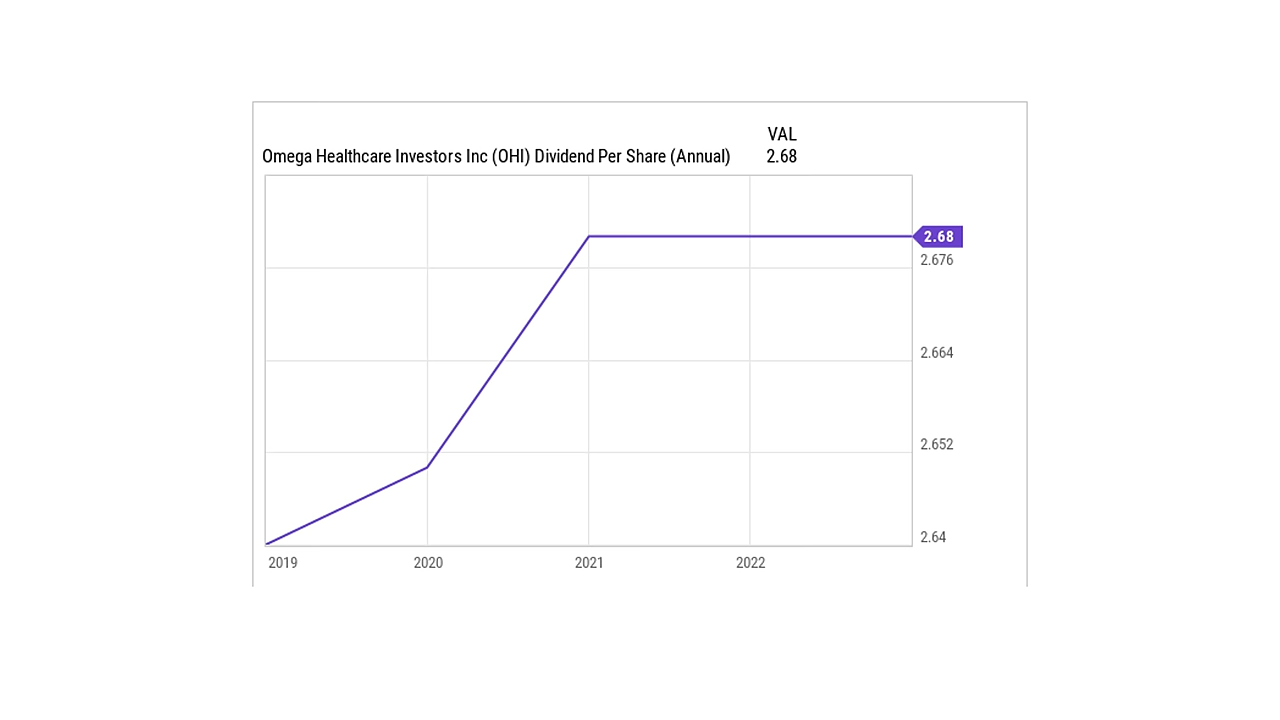 VAL
Omega Healthcare Investors Inc (OHI) Dividend Per Share (Annual) 2.68
2.68
2.676
2.664
2.652
2.64
2019 2020 2021 2022